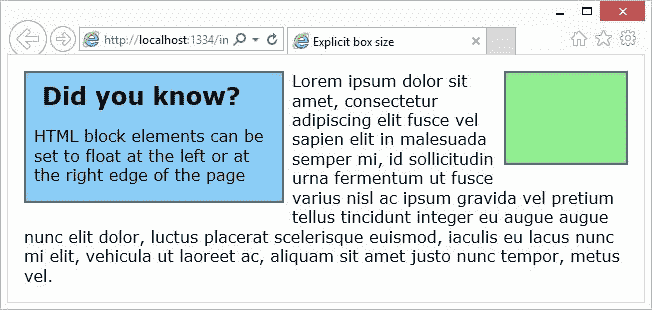 http://localhost:1334/in
Explicit box size
Did you know?
HTML block elements can be
set to float at the left or at
the right edge of the page
Lorem ipsum dolor sit
amet, consectetur
adipiscing elit fusce vel
sapien elit in malesuada
semper mi, id sollicitudin
urna fermentum ut fusce
varius nisl ac ipsum gravida vel pretium
tellus tincidunt integer eu augue augue
nunc elit dolor, luctus placerat scelerisque euismod, iaculis eu lacus nunc
mi elit, vehicula ut laoreet ac, aliquam sit amet justo nunc tempor, metus
vel.